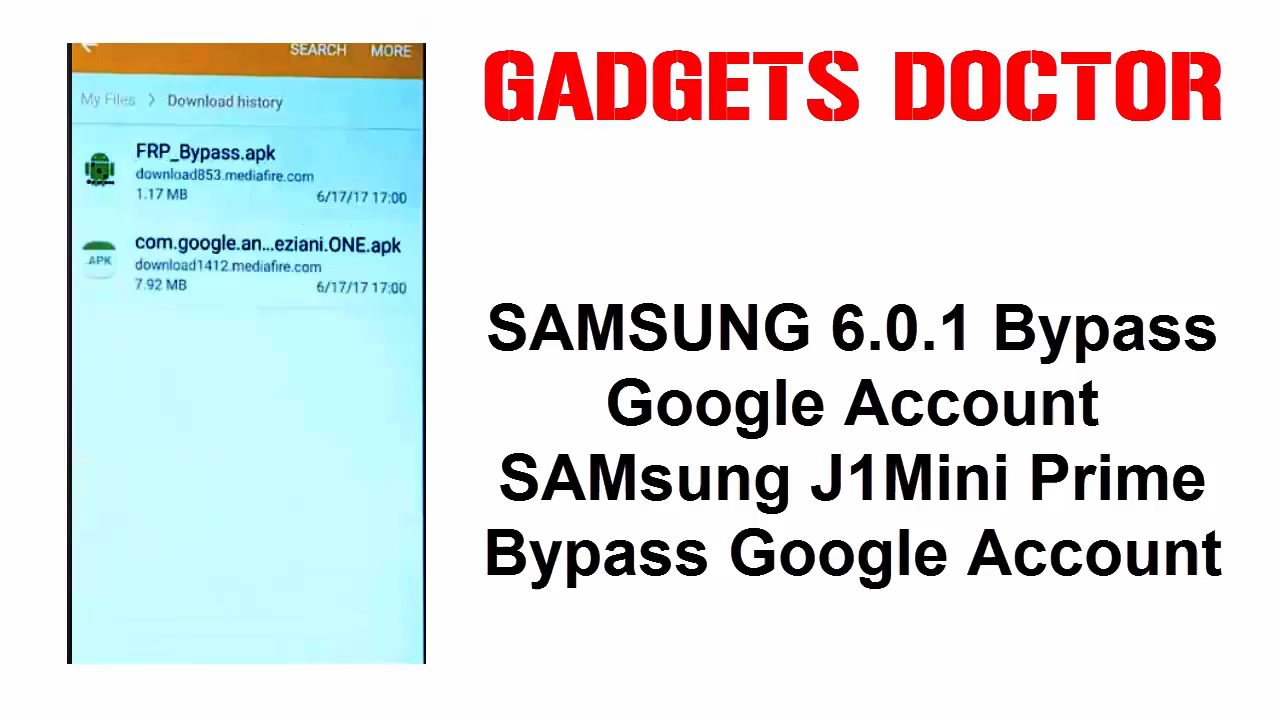 SEARCH MORE
My Files > Download history
FRP_Bypass.apk
download853.mediafire.com
1.17 MB 6/17/17 17:00
com.google.an...eziani.ONE.apk
APK
download1412.mediafire.com
7.92 MB 6/17/17 17:00
GADGETS DOCTOR
SAMSUNG 6.0.1 Bypass
Google Account
SAMsung J1Mini Prime
Bypass Google Account